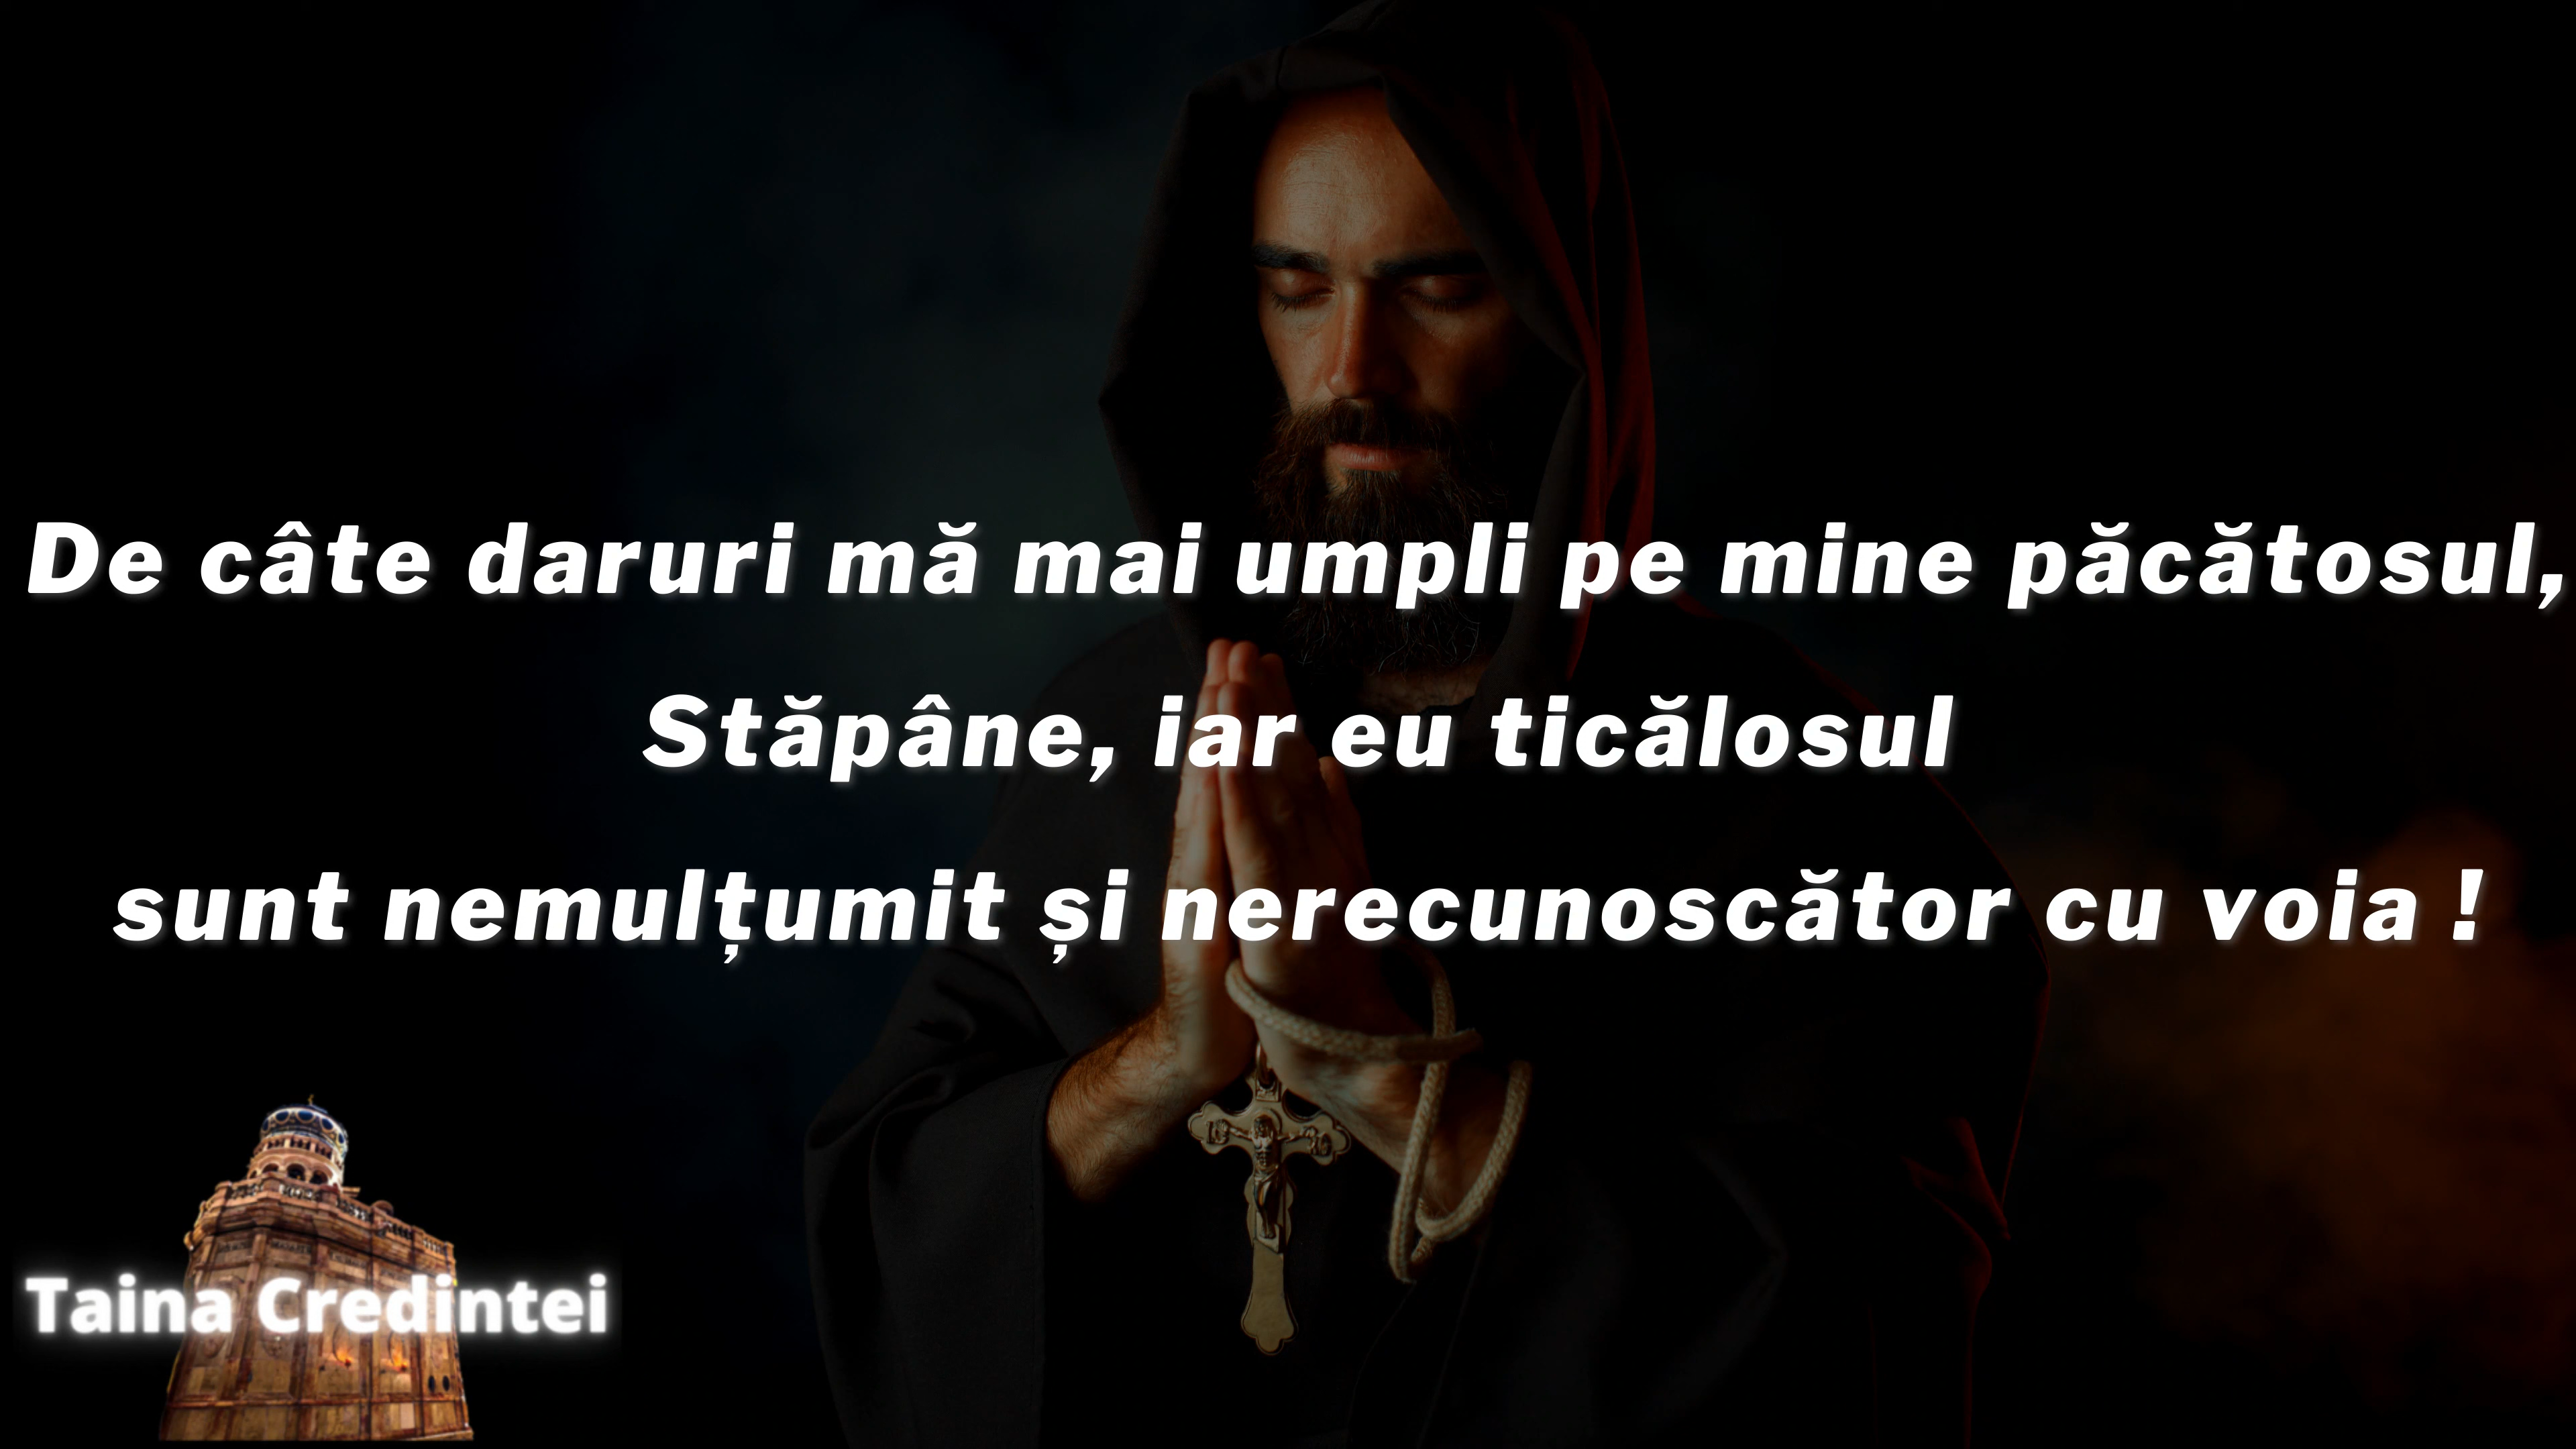 De câte daruri mă mai umpli pe mine păcătosul,
Stăpâne, iar eu ticălosul
sunt nemulțumit și nerecunoscător cu voia !
Taina Credintei